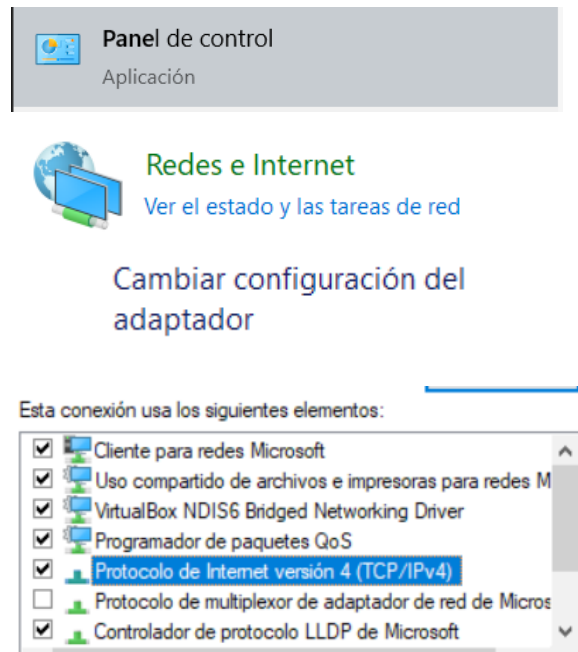 Panel de control
Aplicación
Redes e Internet
Ver el estado y las tareas de red
Cambiar configuración del
adaptador
Esta conexión usa los siguientes elementos:
Cliente para redes Microsoft
Uso compartido de archivos e impresoras para redes M
VirtualBox NDIS6 Bridged Networking Driver
Programador de paquetes QoS
Protocolo de Internet versión 4 (TCP/IPv4)
Protocolo de multiplexor de adaptador de red de Micros
Controlador de protocolo LLDP de Microsoft